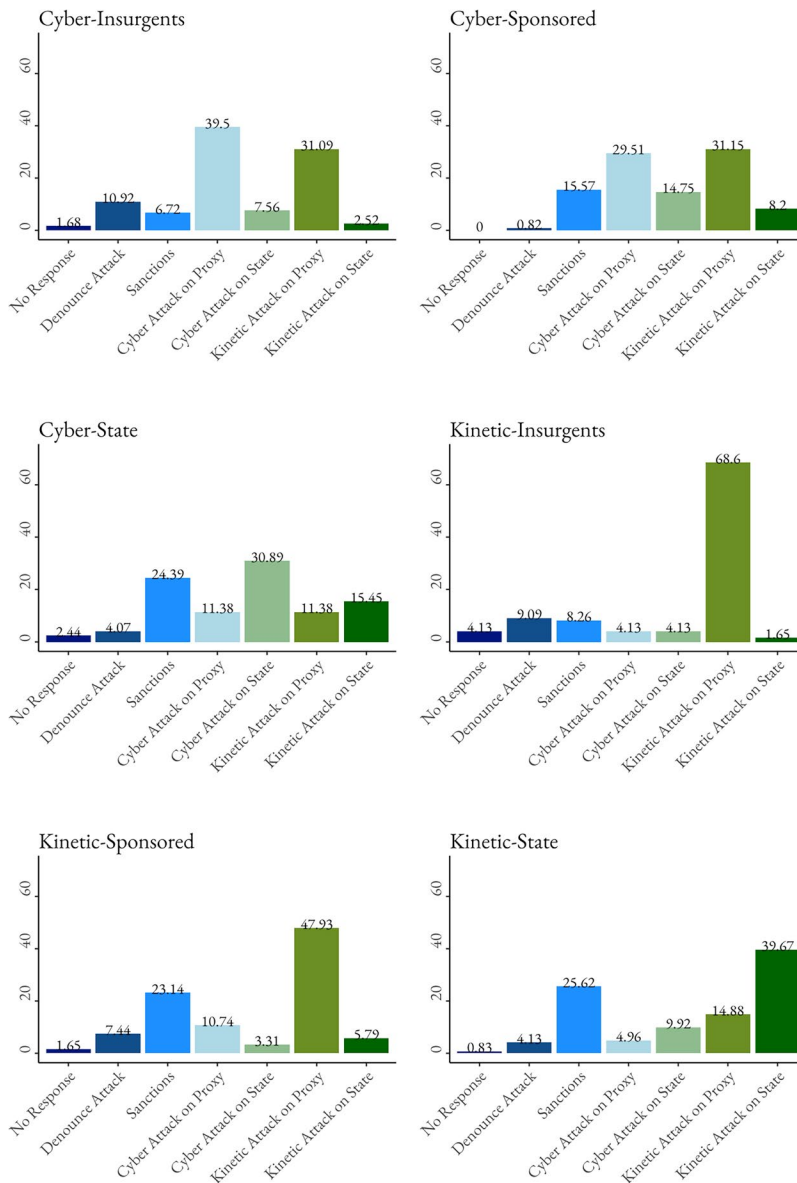 Cyber-Insurgents
60
40
20
0
1.68
10.92
6.72
39.5
7.56
31.09
2.52
No Response
Denounce Attack
Sanctions
Cyber Attack on Proxy
Cyber Attack on State
Kinetic Attack on Proxy
Kinetic Attack on State
Cyber-Sponsored
60
40
20
0
0
0.82
15.57
29.51
14.75
31.15
8.2
No Response
Denounce Attack
Sanctions
Cyber Attack on Proxy
Cyber Attack on State
Kinetic Attack on Proxy
Kinetic Attack on State
Cyber-State
60
40
20
0
2.44
4.07
24.39
11.38
30.89
11.38
15.45
No Response
Denounce Attack
Sanctions
Cyber Attack on Proxy
Cyber Attack on State
Kinetic Attack on Proxy
Kinetic Attack on State
Kinetic-Insurgents
60
40
20
0
4.13
9.09
8.26
4.13
4.13
68.6
1.65
No Response
Denounce Attack
Sanctions
Cyber Attack on Proxy
Cyber Attack on State
Kinetic Attack on Proxy
Kinetic Attack on State
Kinetic-Sponsored
60
40
20
0
1.65
7.44
23.14
10.74
3.31
47.93
5.79
No Response
Denounce Attack
Sanctions
Cyber Attack on Proxy
Cyber Attack on State
Kinetic Attack on Proxy
Kinetic Attack on State
Kinetic-State
60
40
20
0
0.83
4.13
25.62
4.96
9.92
14.88
39.67
No Response
Denounce Attack
Sanctions
Cyber Attack on Proxy
Cyber Attack on State
Kinetic Attack on Proxy
Kinetic Attack on State